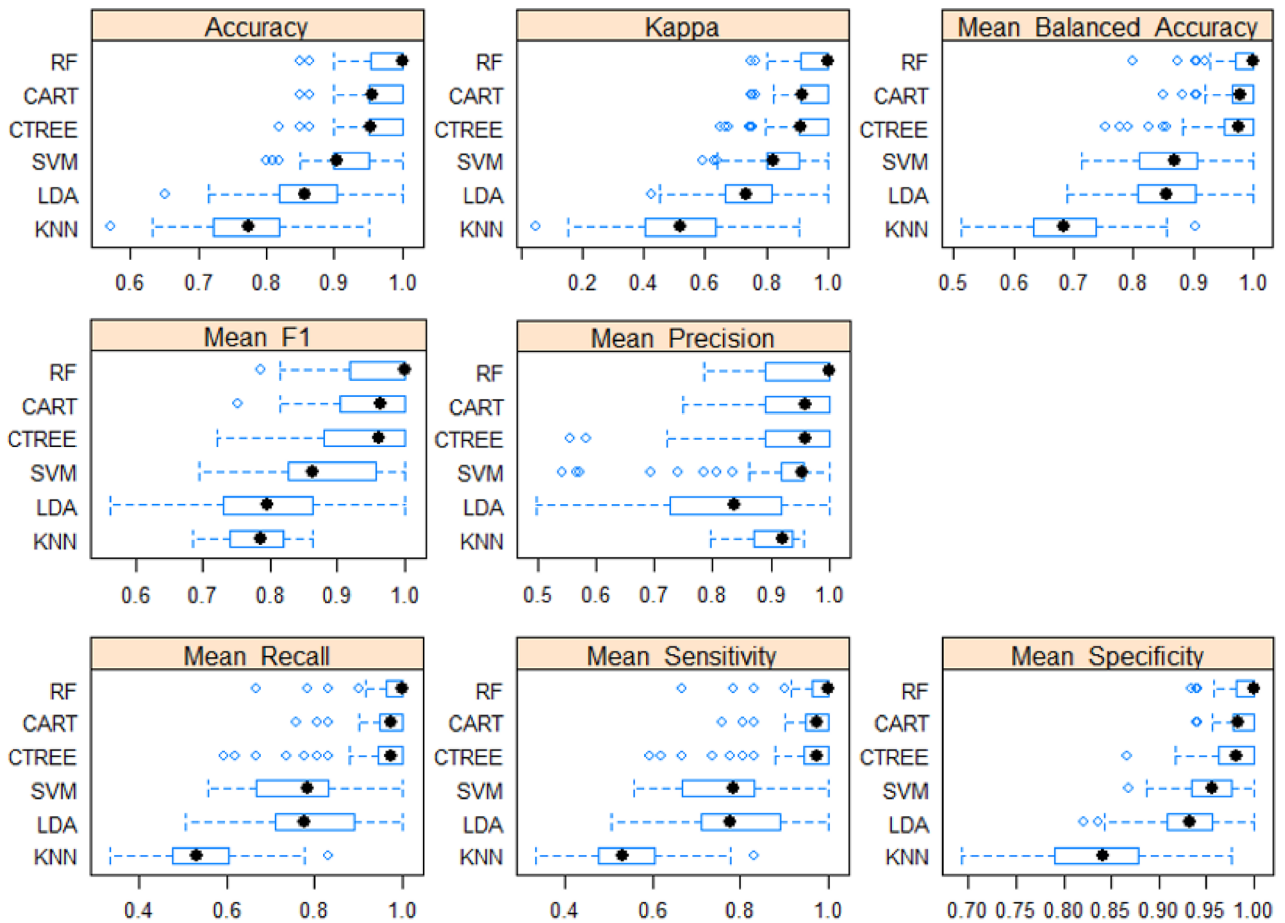 Accuracy
Kappa
Mean Balanced Accuracy
RF
CART
CTREE
SVM
LDA
KNN
0.6 0.7 0.8 0.9 1.0
RF
CART
CTREE
SVM
LDA
KNN
0.2 0.4 0.6 0.8 1.0
RF
CART
CTREE
SVM
LDA
KNN
0.5 0.6 0.7 0.8 0.9 1.0
Mean F1
Mean Precision
RF
CART
CTREE
SVM
LDA
KNN
0.6 0.7 0.8 0.9 1.0
RF
CART
CTREE
SVM
LDA
KNN
0.5 0.6 0.7 0.8 0.9 1.0
Mean Recall
Mean Sensitivity
Mean Specificity
RF
CART
CTREE
SVM
LDA
KNN
0.4 0.6 0.8 1.0
RF
CART
CTREE
SVM
LDA
KNN
0.4 0.6 0.8 1.0
RF
CART
CTREE
SVM
LDA
KNN
0.70 0.75 0.80 0.85 0.90 0.95 1.00